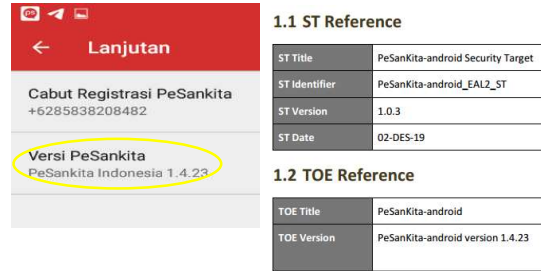 Lanjutan
Cabut Registrasi PeSankita
+6285838208482
Versi PeSankita
PeSankita Indonesia 1.4.23
1.1 ST Reference
ST Title PeSanKita-android Security Target
ST Identifier PeSanKita-android_EAL2_ST
ST Version 1.0.3
ST Date 02-DES-19
1.2 TOE Reference
TOE Title PeSanKita-android
TOE Version PeSanKita-android version 1.4.23